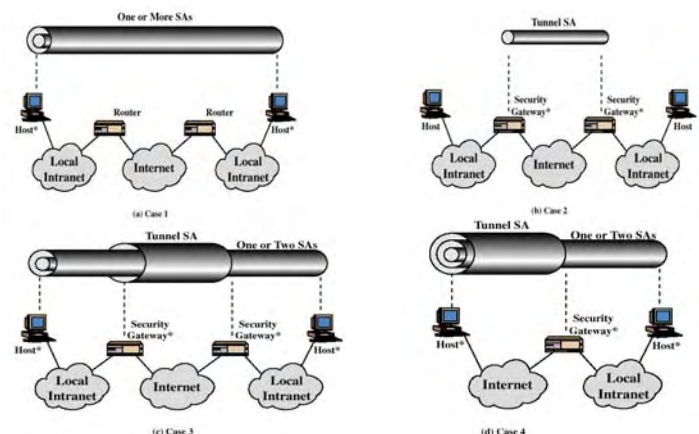 One or More SAs
Router
Router
Host*
Host*
Local
Intranet
Internet
Local
Intranet
(a) Case 1
Tunnel SA
Security
Gateway*
Security
Gateway*
Host
Host
Local
Intranet
Internet
Local
Intranet
(b) Case 2
Tunnel SA
One or Two SAs
Security
Gateway*
Security
Gateway*
Host*
Host*
Local
Intranet
Internet
Local
Intranet
(c) Case 3
Tunnel SA
One or Two SAs
Security
Gateway*
Host*
Host*
Internet
Local
Intranet
(d) Case 4